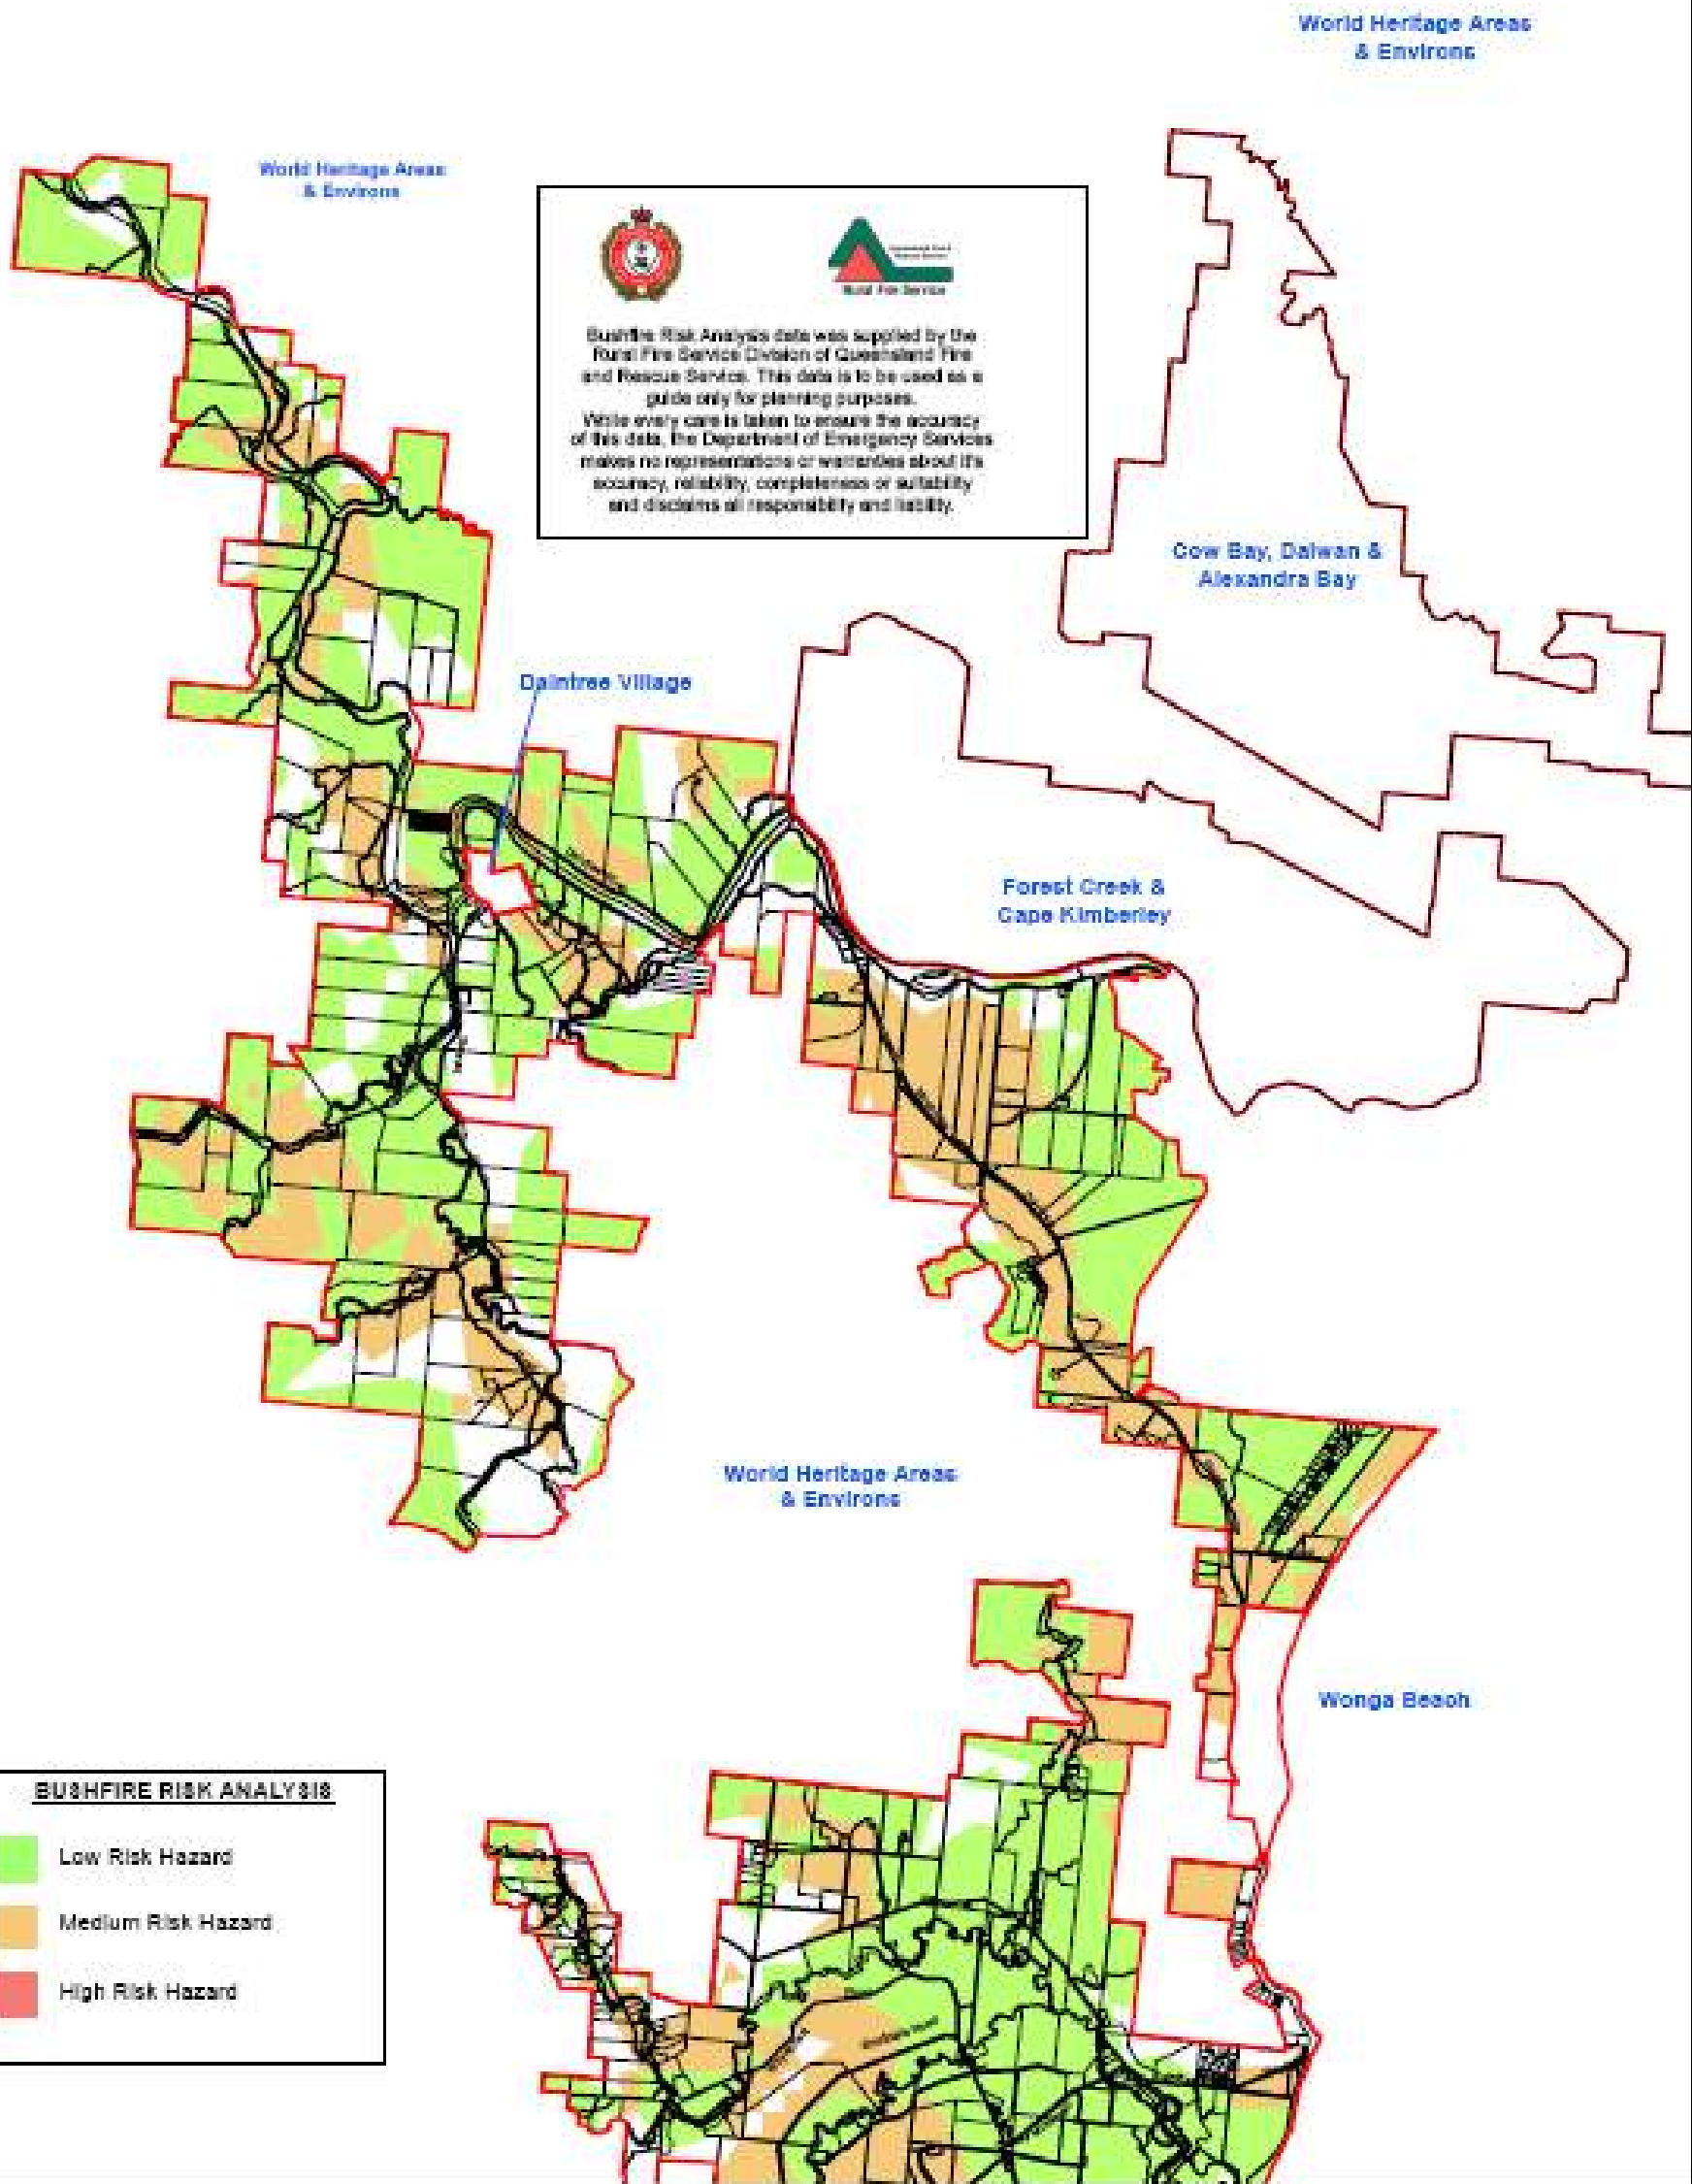 World Heritage Areas
& Environs
World Heritage Areas
& Environs
Rural Fire Service
Bushfire Risk Analysis data was supplied by the
Rural Fire Service Division of Queensland Fire
and Rescue Service. This data is to be used as a
guide only for planning purposes.
While every care is taken to ensure the accuracy
of this data, the Department of Emergency Services
makes no representations or warranties about it's
accuracy, reliability, completeness or suitability
and disclaims all responsibility and liability.
Cow Bay, Daiwan &
Alexandra Bay
Daintree Village
Forest Creek &
Cape Kimberley
World Heritage Areas
& Environs
Wonga Beach
BUSHFIRE RISK ANALYSIS
Low Risk Hazard
Medium Risk Hazard
High Risk Hazard